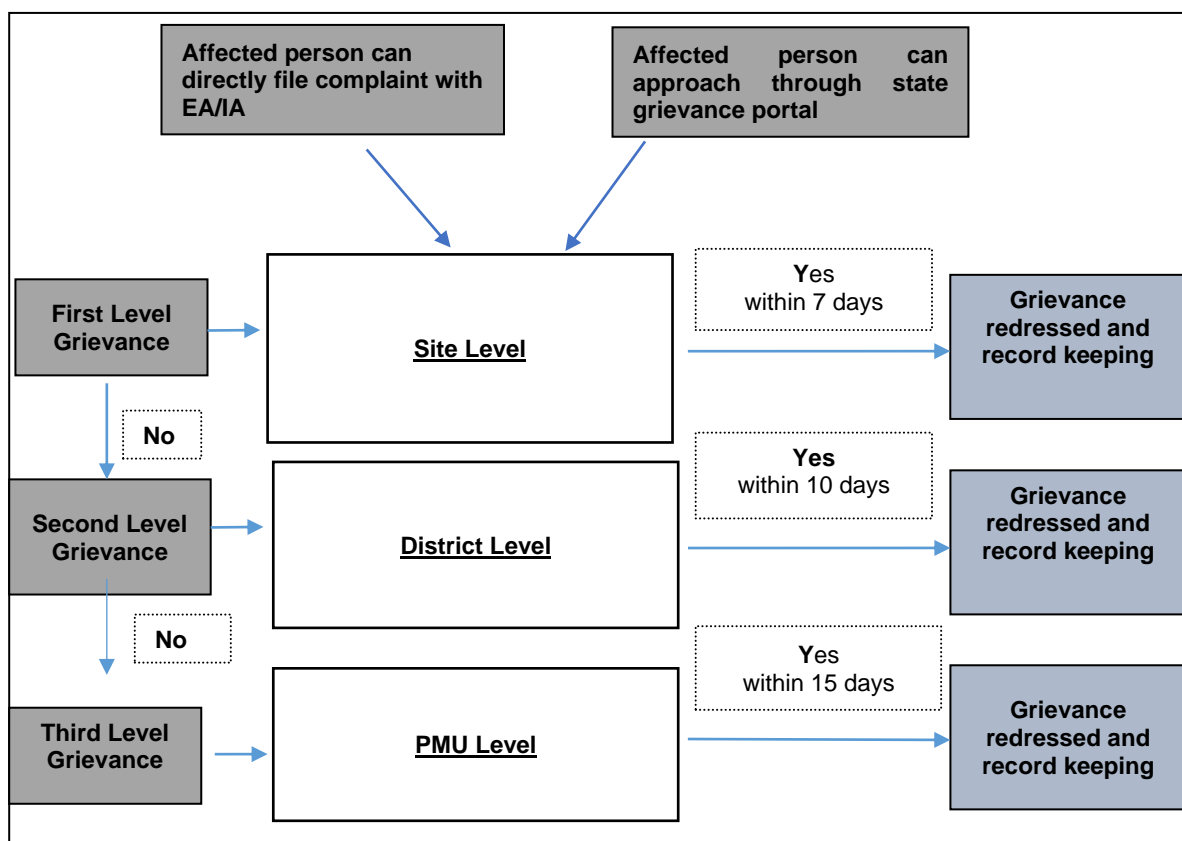 Affected person can
directly file complaint with
EA/IA
Affected person can
approach through state
grievance portal
First Level
Grievance
Site Level
Yes
within 7 days
Grievance
redressed and
record keeping
No
Second Level
Grievance
District Level
Yes
within 10 days
Grievance
redressed and
record keeping
No
Third Level
Grievance
PMU Level
Yes
within 15 days
Grievance
redressed and
record keeping